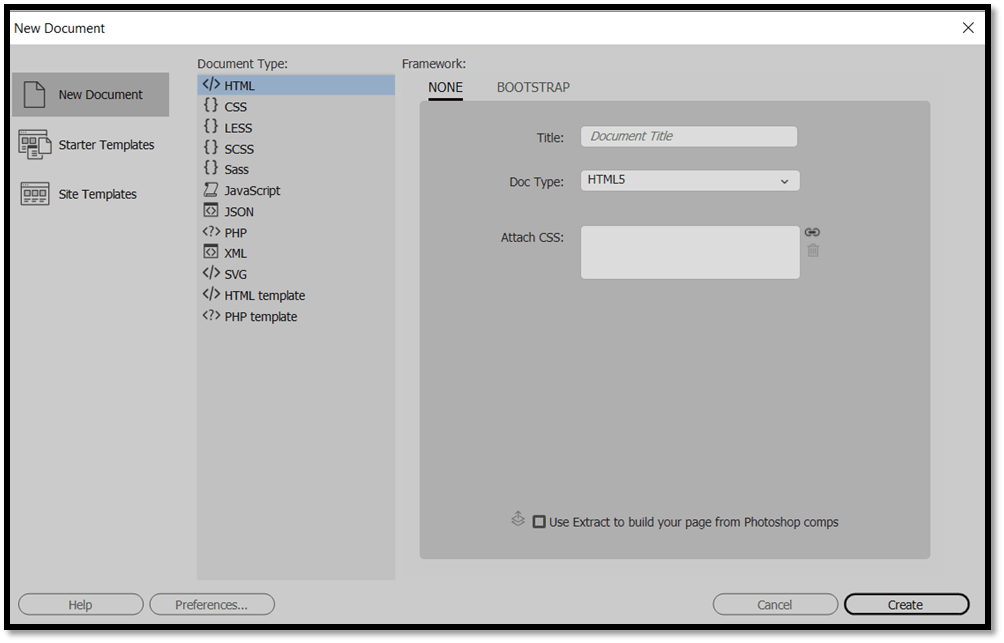 New Document
New Document
Starter Templates
Site Templates
Document Type:
HTML
CSS
LESS
SCSS
Sass
JavaScript
JSON
PHP
XML
SVG
HTML template
PHP template
Framework:
NONE BOOTSTRAP
Title: Document Title
Doc Type: HTML5
Attach CSS:
Use Extract to build your page from Photoshop comps
Help Preferences... Cancel Create